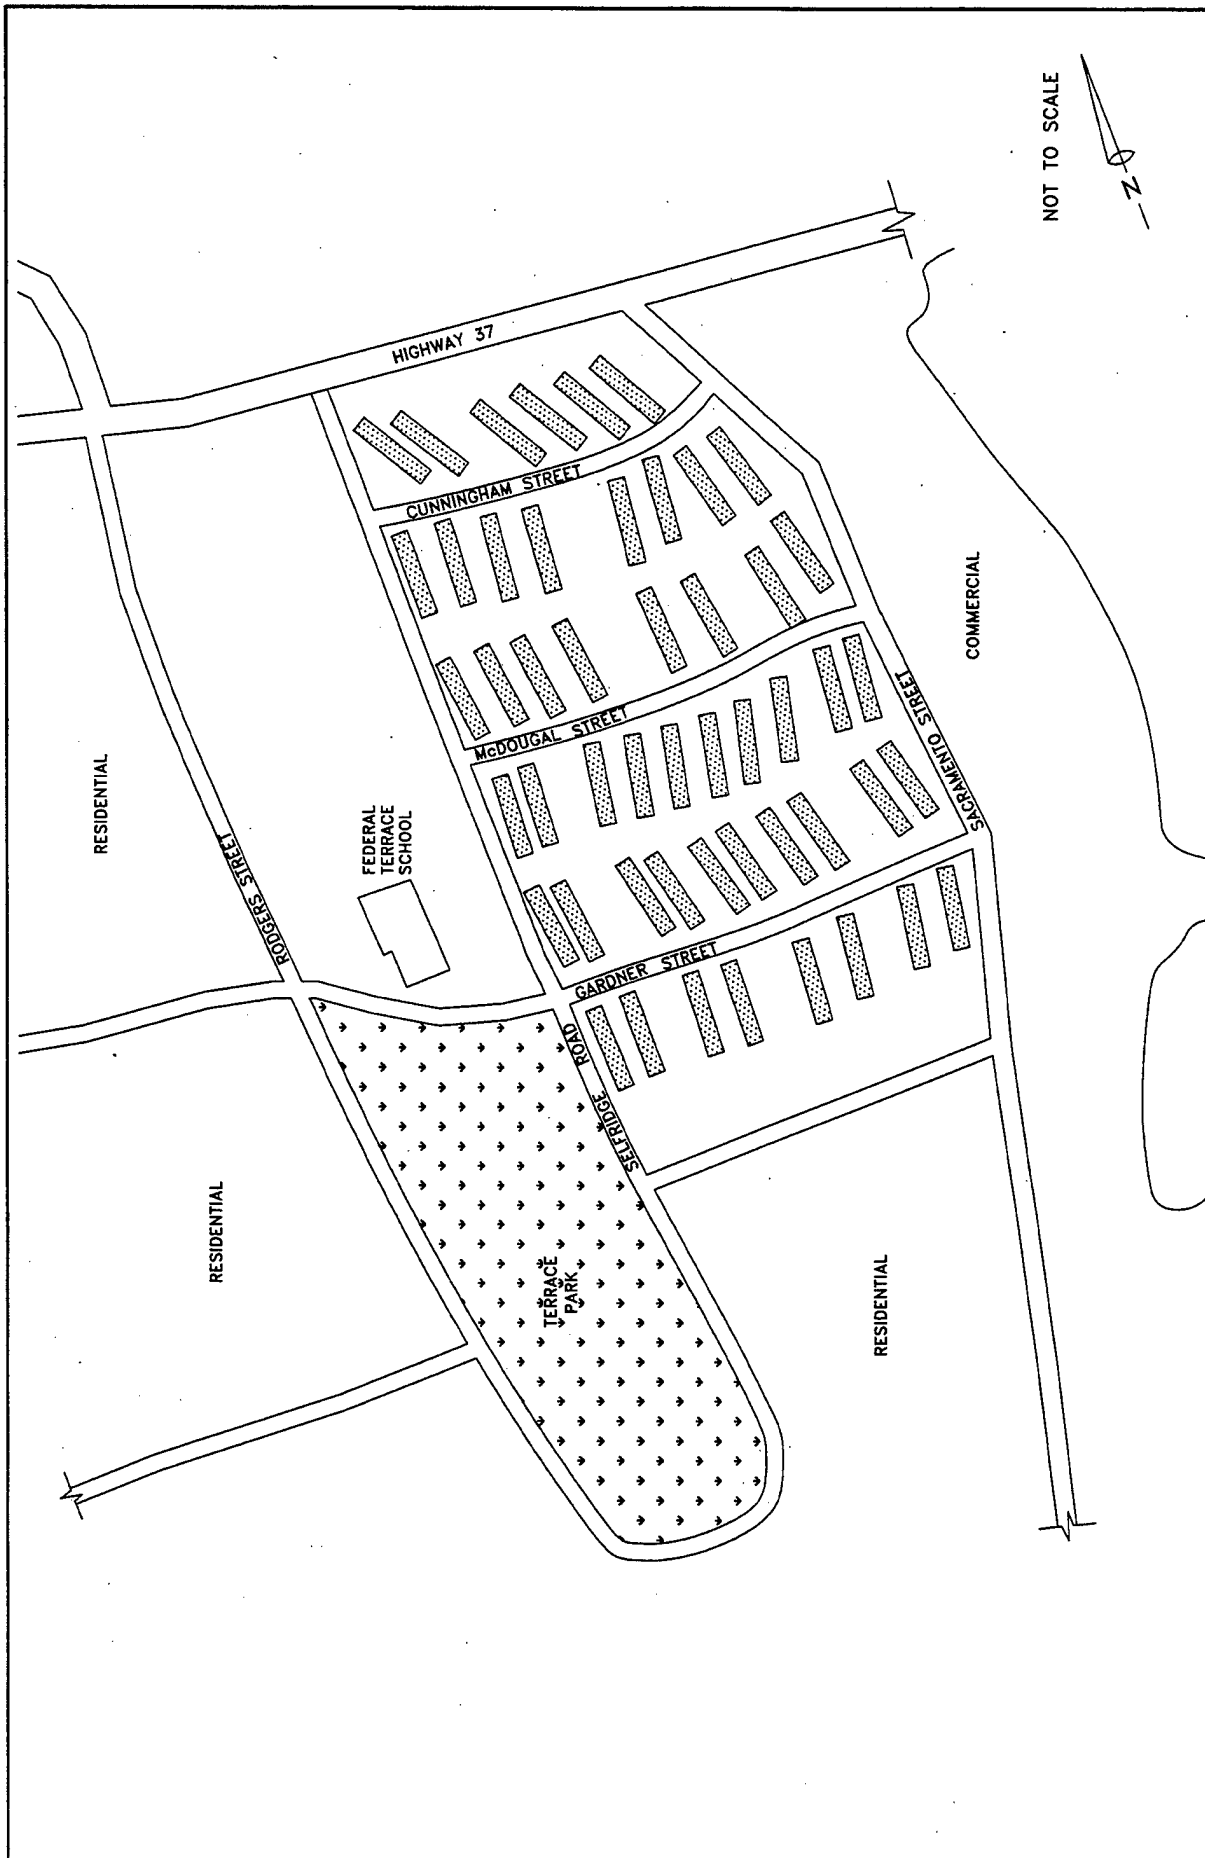 NOT TO SCALE
N
HIGHWAY 37
CUNNINGHAM STREET
COMMERCIAL
McDOUGAL STREET
SACRAMENTO STREET
RESIDENTIAL
FEDERAL
TERRACE
SCHOOL
RODGERS STREET
GARDNER STREET
SELFRIDGE ROAD
RESIDENTIAL
TERRACE
PARK
RESIDENTIAL